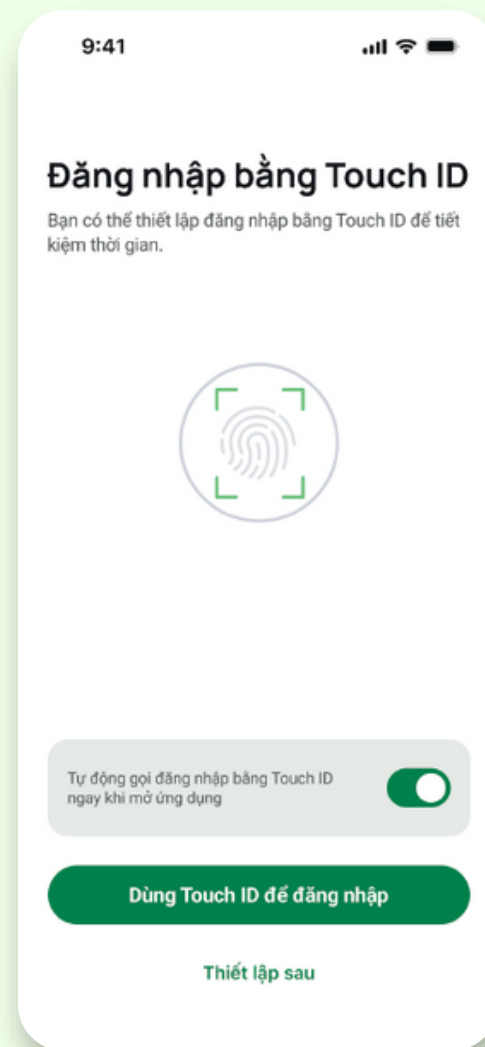 9:41
Đăng nhập bằng Touch ID
Bạn có thể thiết lập đăng nhập bằng Touch ID để tiết
kiệm thời gian.
Tự động gọi đăng nhập bằng Touch ID
ngay khi mở ứng dụng
Dùng Touch ID để đăng nhập
Thiết lập sau